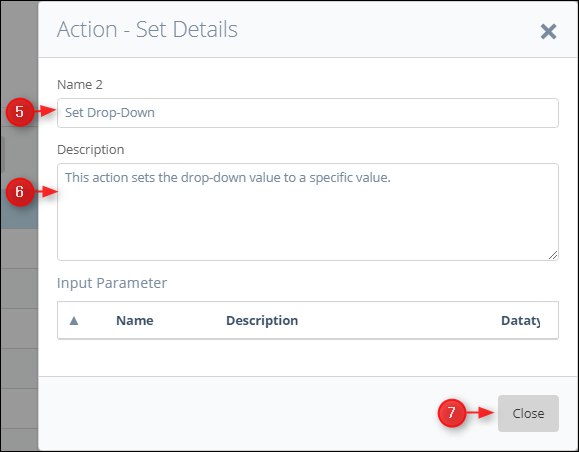 Action - Set Details
Name 2
5
Set Drop-Down
Description
6
This action sets the drop-down value to a specific value.
Input Parameter
▲ Name Description Dataty
7
Close